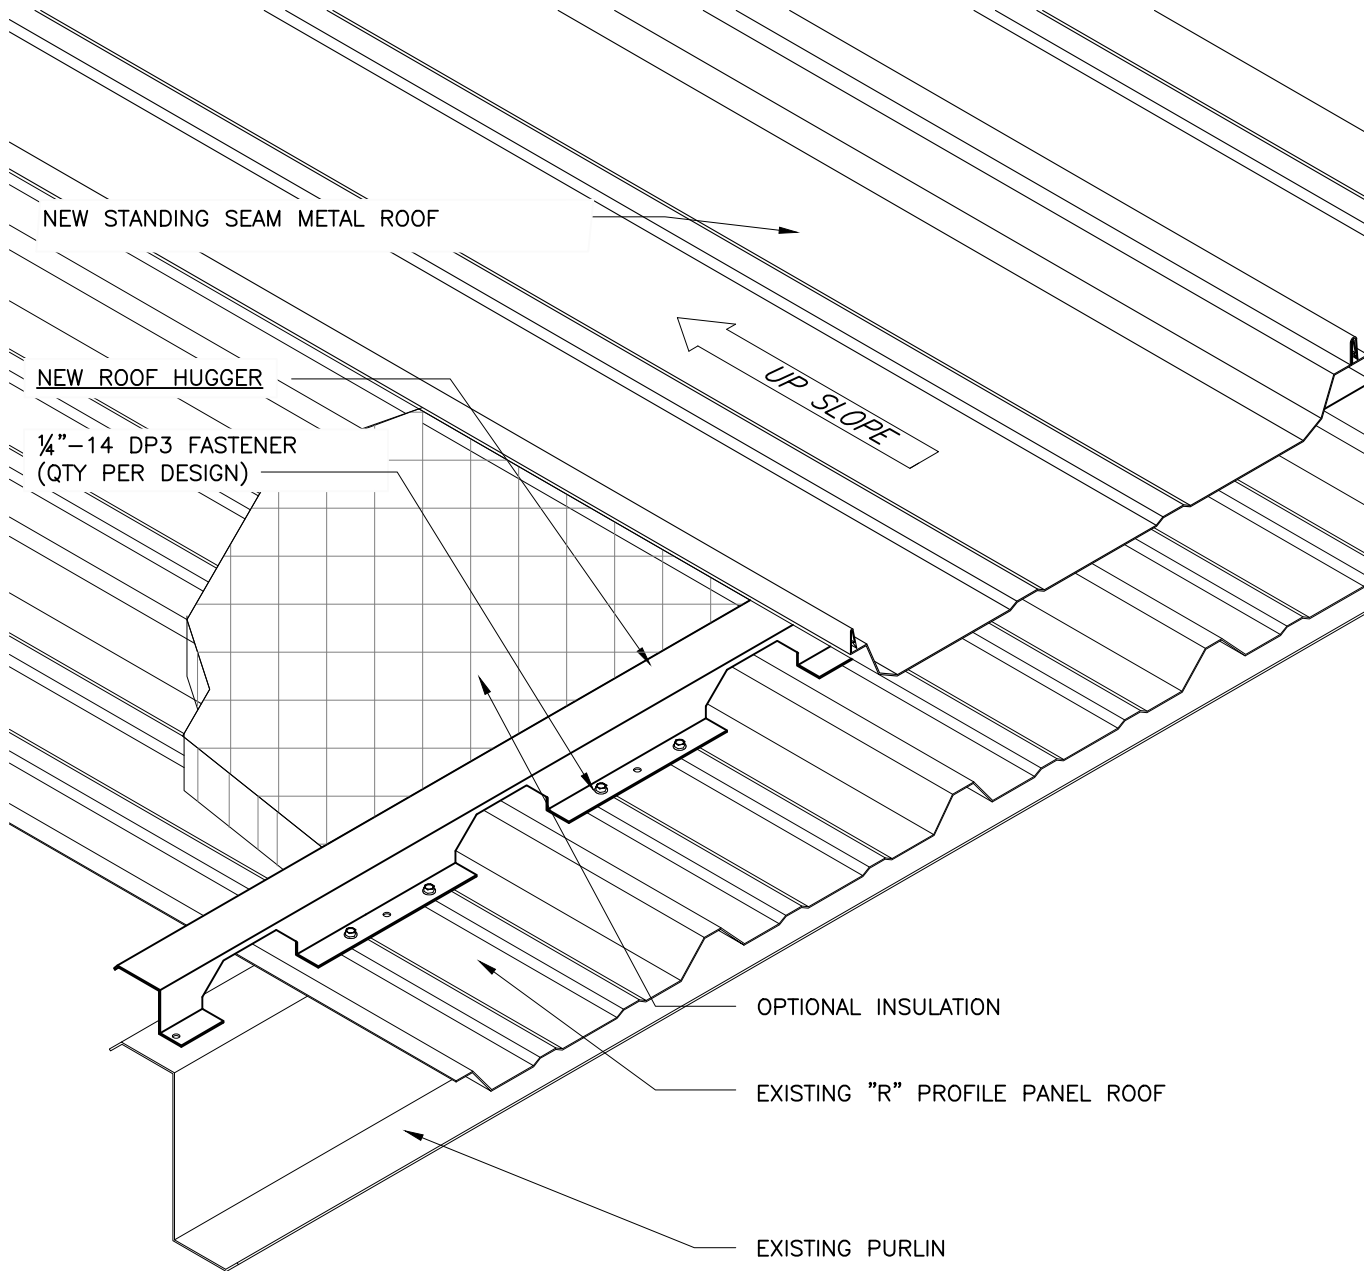 NEW STANDING SEAM METAL ROOF
NEW ROOF HUGGER
¼"-14 DP3 FASTENER
(QTY PER DESIGN)
UP SLOPE
OPTIONAL INSULATION
EXISTING "R" PROFILE PANEL ROOF
EXISTING PURLIN